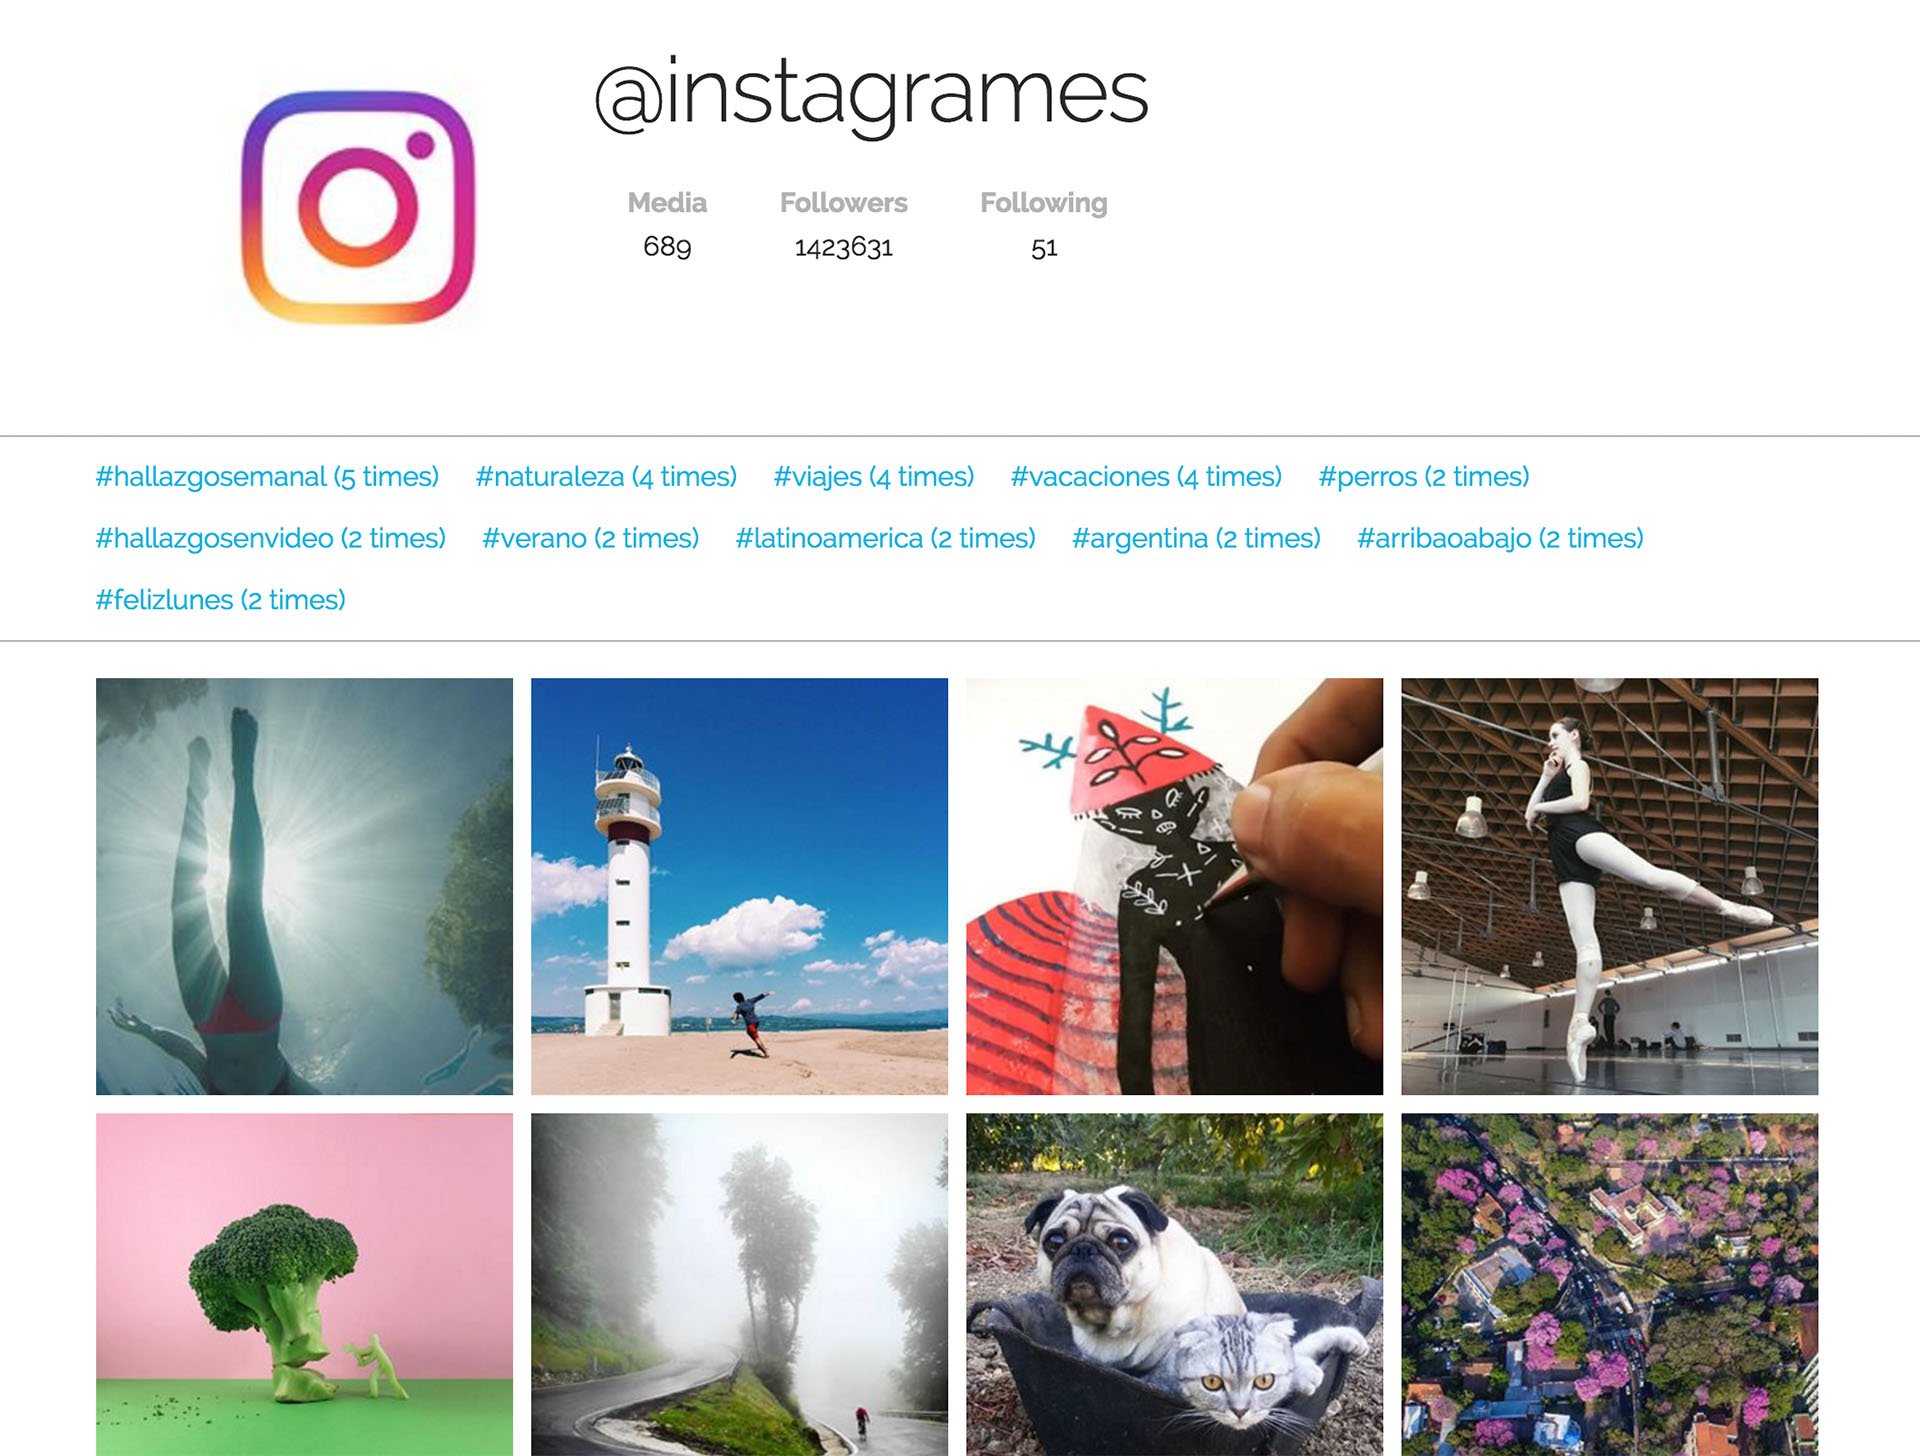 @instagrames
Media Followers Following
689 1423631 51
#hallazgosemanal (5 times) #naturaleza (4 times) #viajes (4 times) #vacaciones (4 times) #perros (2 times)
#hallazgosenvideo (2 times) #verano (2 times) #latinoamerica (2 times) #argentina (2 times) #arribaoabajo (2 times)
#felizlunes (2 times)